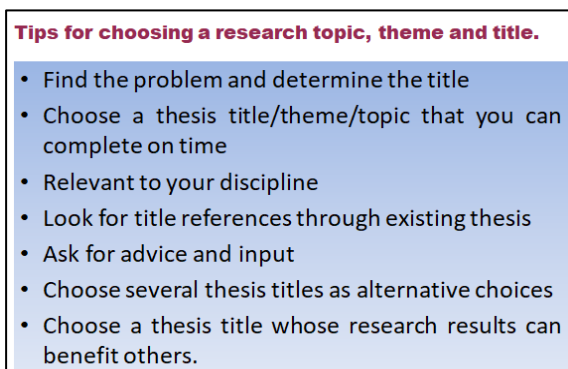 Tips for choosing a research topic, theme and title.
• Find the problem and determine the title
• Choose a thesis title/theme/topic that you can
complete on time
• Relevant to your discipline
• Look for title references through existing thesis
• Ask for advice and input
• Choose several thesis titles as alternative choices
• Choose a thesis title whose research results can
benefit others.